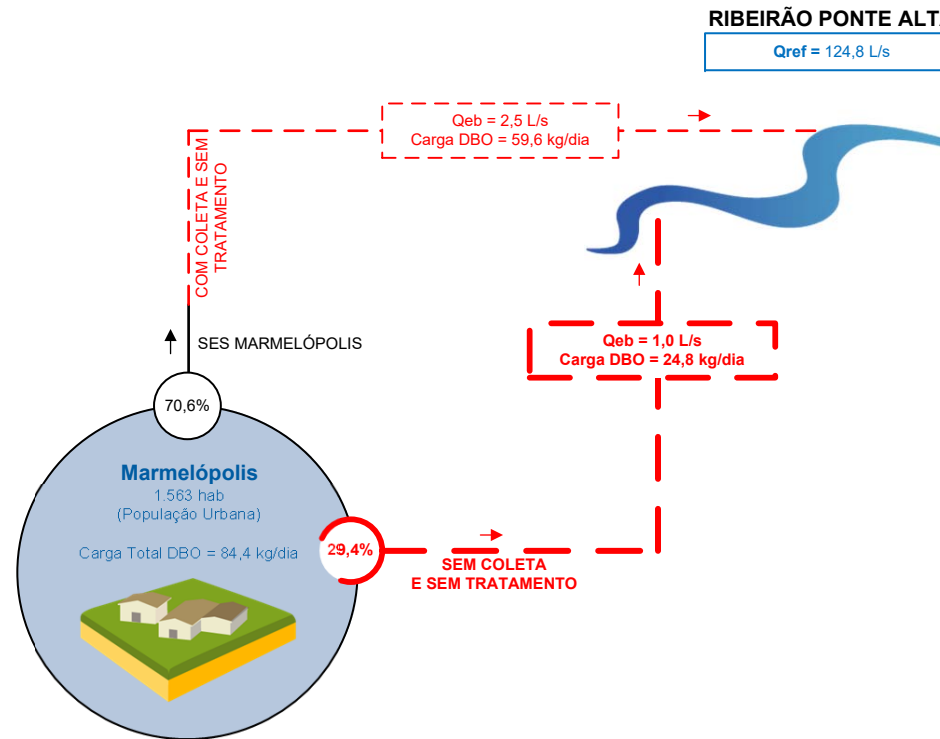 RIBEIRÃO PONTE ALTA
Qref = 124,8 L/s
Qeb = 2,5 L/s
Carga DBO = 59,6 kg/dia
COM COLETA E SEM
TRATAMENTO
Qeb = 1,0 L/s
Carga DBO = 24,8 kg/dia
SES MARMELÓPOLIS
70,6%
Marmelópolis
1.563 hab
(População Urbana)
Carga Total DBO = 84,4 kg/dia
29,4%
SEM COLETA
E SEM TRATAMENTO